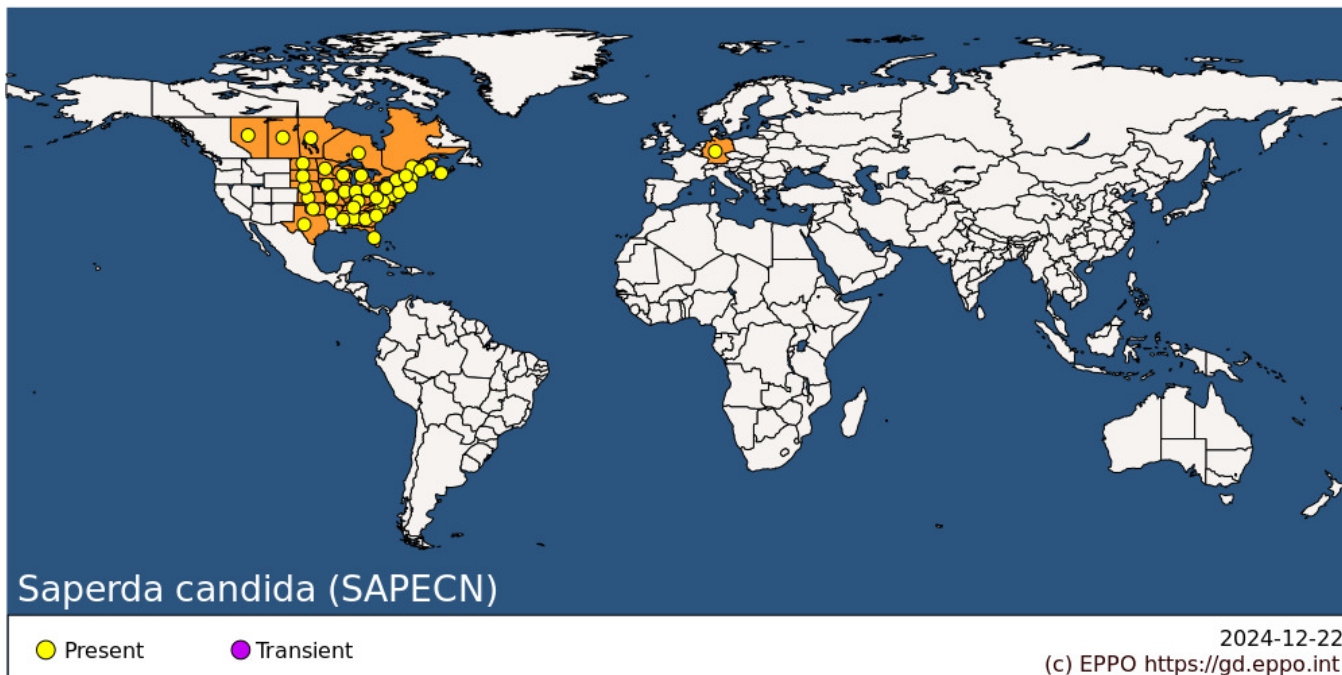 Saperda candida (SAPECN)
Present
Transient
2024-12-22
(c) EPPO https://gd.eppo.int